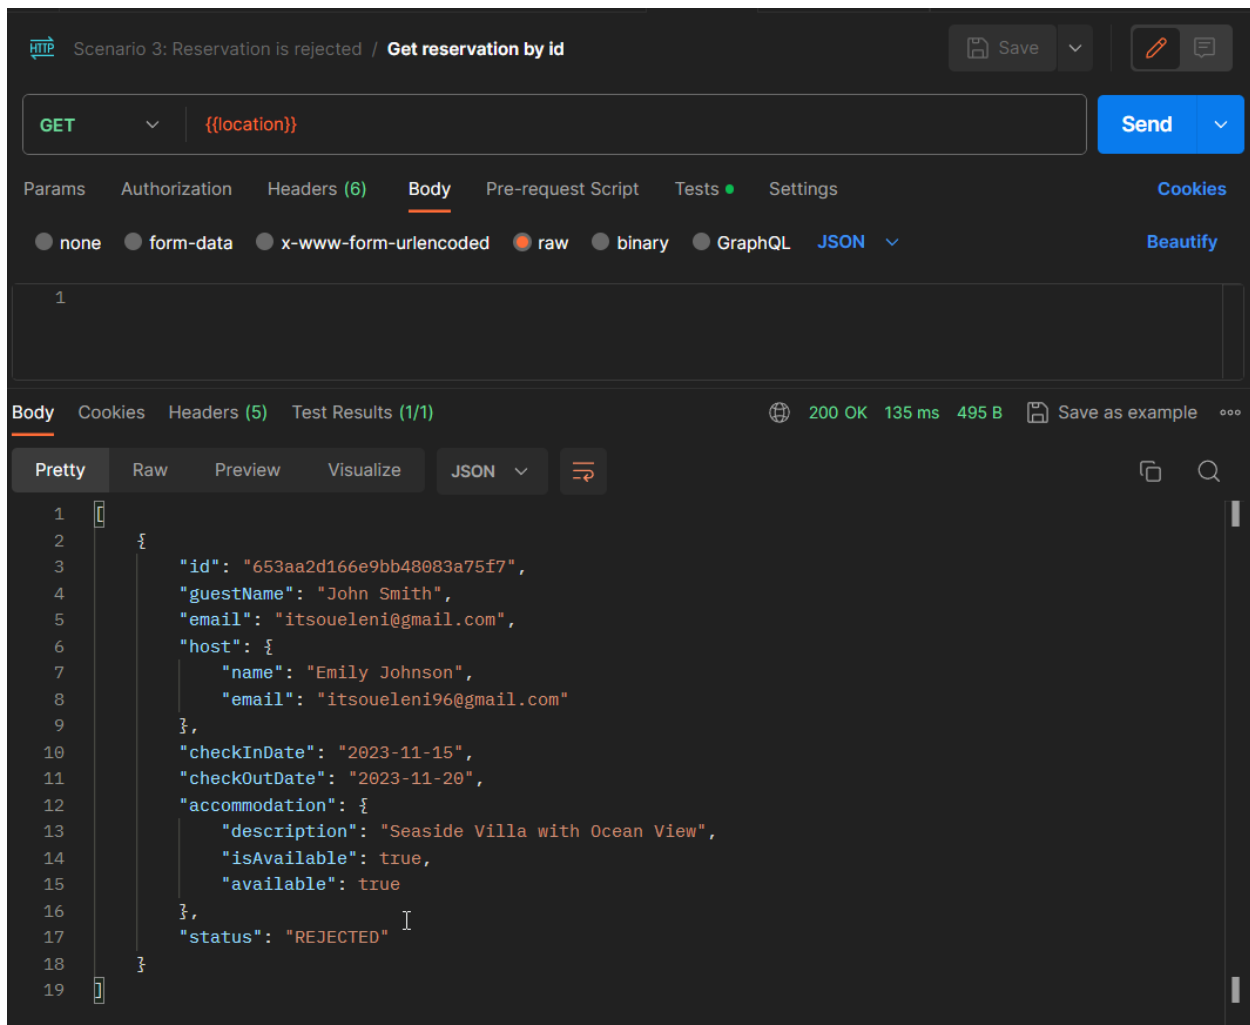 HTTP Scenario 3: Reservation is rejected / Get reservation by id Save
GET {{location}} Send
Params Authorization Headers (6) Body Pre-request Script Tests Settings Cookies
none form-data x-www-form-urlencoded raw binary GraphQL JSON Beautify
1
Body Cookies Headers (5) Test Results (1/1) 200 OK 135 ms 495 B Save as example
Pretty Raw Preview Visualize JSON
1 [
2 {
3 "id": "653aa2d166e9bb48083a75f7",
4 "guestName": "John Smith",
5 "email": "itsoueleni@gmail.com",
6 "host": {
7 "name": "Emily Johnson",
8 "email": "itsoueleni96@gmail.com"
9 },
10 "checkInDate": "2023-11-15",
11 "checkOutDate": "2023-11-20",
12 "accommodation": {
13 "description": "Seaside Villa with Ocean View",
14 "isAvailable": true,
15 "available": true
16 },
17 "status": "REJECTED"
18 }
19 ]